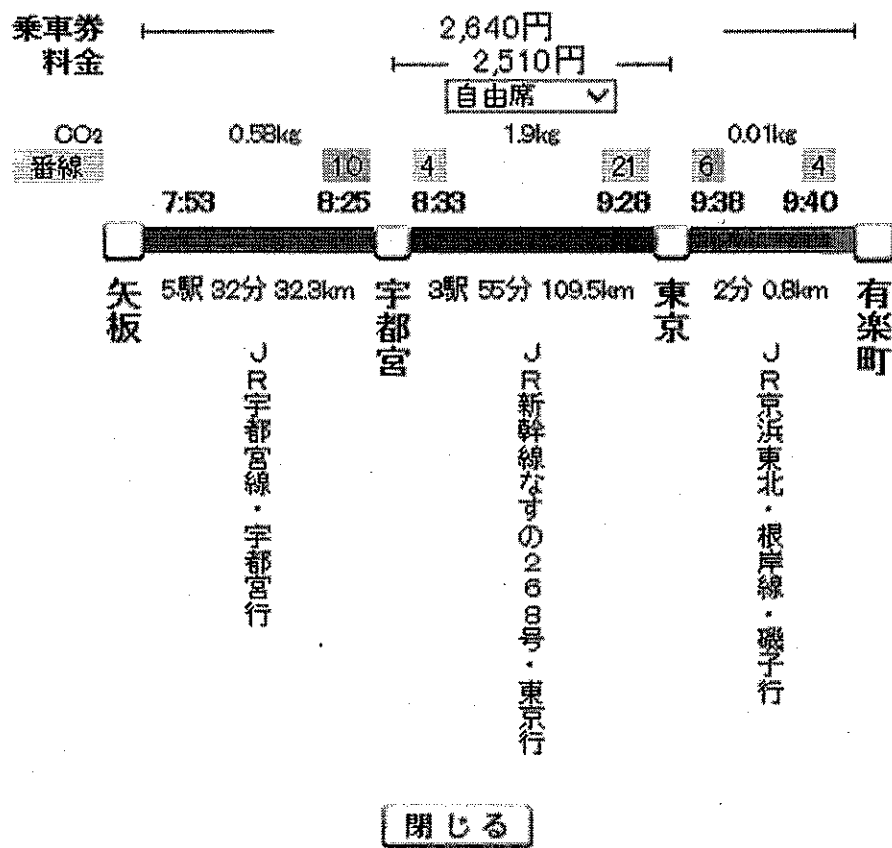 乗車券 2,640円
料金 2,510円
自由席
CO2 0.58kg 1.9kg 0.01kg
番線 10 4 21 6 4
7:53 8:25 8:33 9:28 9:38 9:40
矢板 5駅 32分 32.3km 宇都宮 3駅 55分 109.5km 東京 2分 0.8km 有楽町
JR宇都宮線・宇都宮行
JR新幹線なすの268号・東京行
JR京浜東北・根岸線・磯子行
閉じる